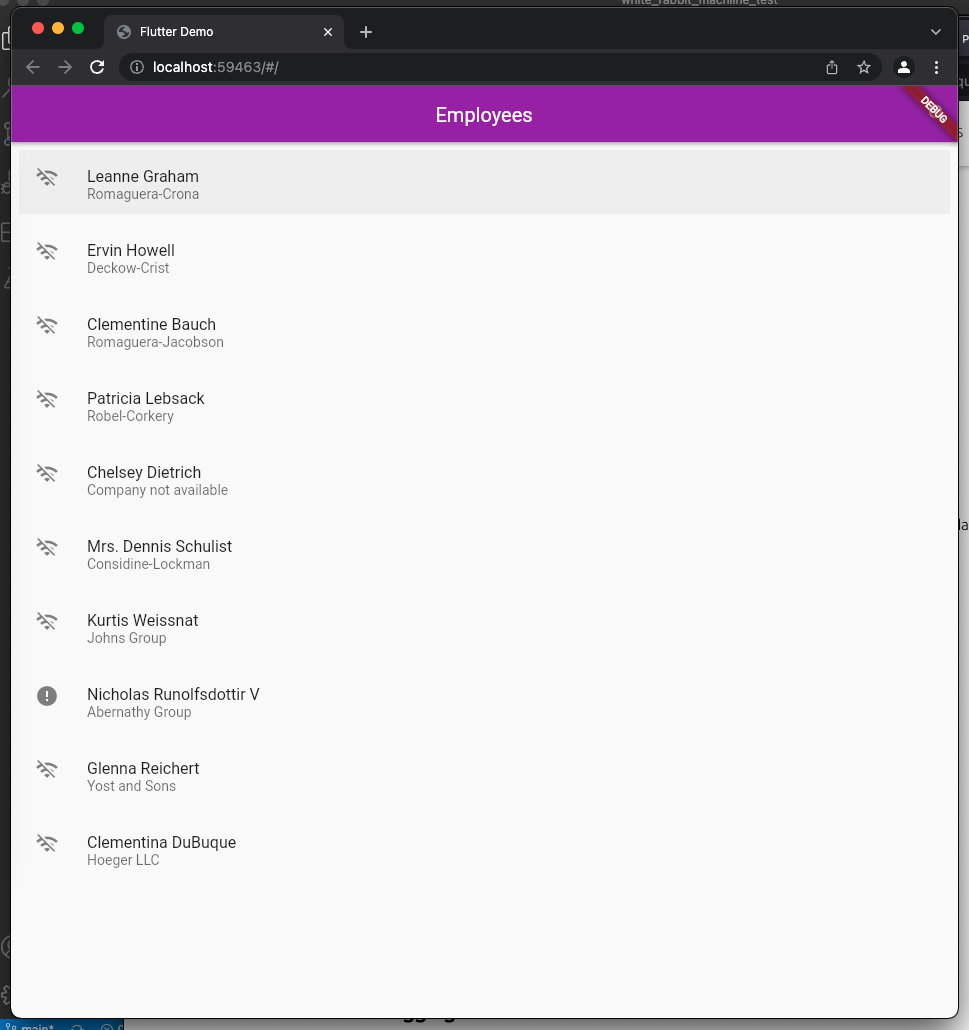 white_rabbit_machine_test
Flutter Demo
localhost:59463/#/
Employees
DEBUG
Leanne Graham
Romaguera-Crona
Ervin Howell
Deckow-Crist
Clementine Bauch
Romaguera-Jacobson
Patricia Lebsack
Robel-Corkery
Chelsey Dietrich
Company not available
Mrs. Dennis Schulist
Considine-Lockman
Kurtis Weissnat
Johns Group
Nicholas Runolfsdottir V
Abernathy Group
Glenna Reichert
Yost and Sons
Clementina DuBuque
Hoeger LLC
main*